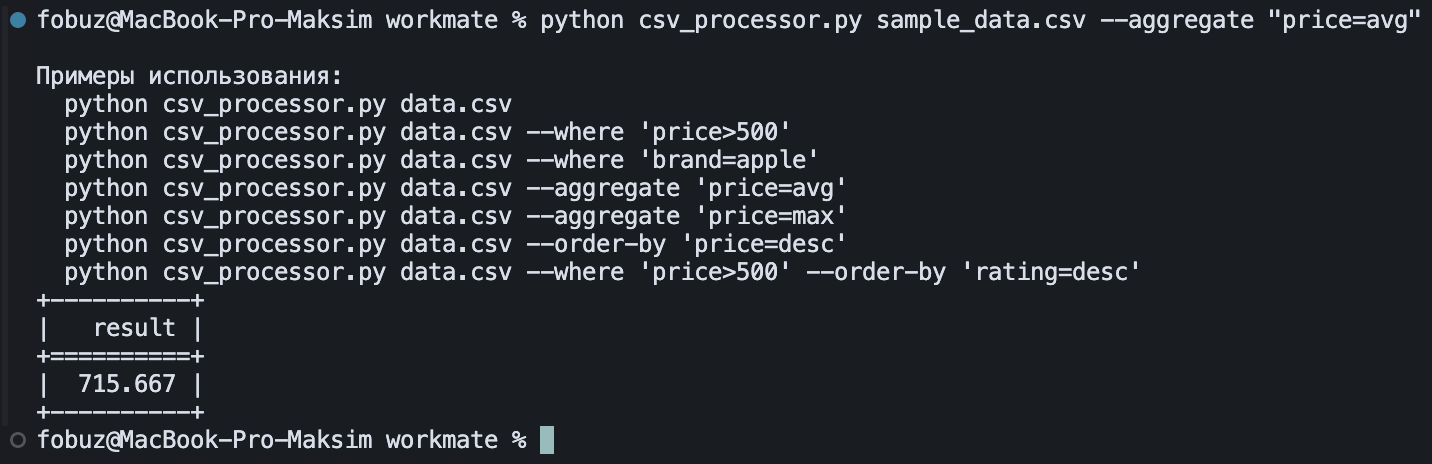 fobuz@MacBook-Pro-Maksim workmate % python csv_processor.py sample_data.csv --aggregate "price=avg"
Примеры использования:
  python csv_processor.py data.csv
  python csv_processor.py data.csv --where 'price>500'
  python csv_processor.py data.csv --where 'brand=apple'
  python csv_processor.py data.csv --aggregate 'price=avg'
  python csv_processor.py data.csv --aggregate 'price=max'
  python csv_processor.py data.csv --order-by 'price=desc'
  python csv_processor.py data.csv --where 'price>500' --order-by 'rating=desc'
+----------+
|   result |
+==========+
|  715.667 |
+----------+
fobuz@MacBook-Pro-Maksim workmate %